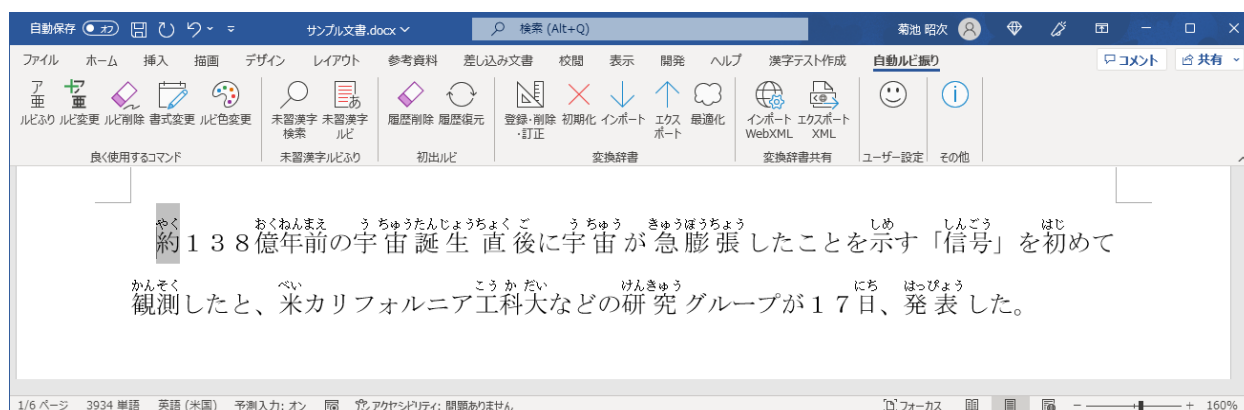 自動保存 オフ サンプル文書.docx 検索 (Alt+Q) 菊池 昭次
ファイル ホーム 挿入 描画 デザイン レイアウト 参考資料 差し込み文書 校閲 表示 開発 ヘルプ 漢字テスト作成 自動ルビ振り コメント 共有
ア亜 ルビふり ルビ変更 ルビ削除 書式変更 ルビ色変更 未習漢字検索 未習漢字ルビ 履歴削除 履歴復元 登録・削除・訂正 初期化 インポート エクスポート 最適化 インポートWebXML エクスポートXML
良く使用するコマンド 未習漢字ルビふり 初出ルビ 変換辞書 変換辞書共有 ユーザー設定 その他
やく おくねんまえ う ちゅうたんじょうちょくご う ちゅう きゅうぼうちょう しめ しんごう はじ
約138億年前の宇宙誕生直後に宇宙が急膨張したことを示す「信号」を初めて
かんそく べい こうかだい けんきゅう にち はっぴょう
観測したと、米カリフォルニア工科大などの研究グループが17日、発表した。
1/6 ページ 3934 単語 英語 (米国) 予測入力: オン アクセシビリティ: 問題ありません フォーカス 160%